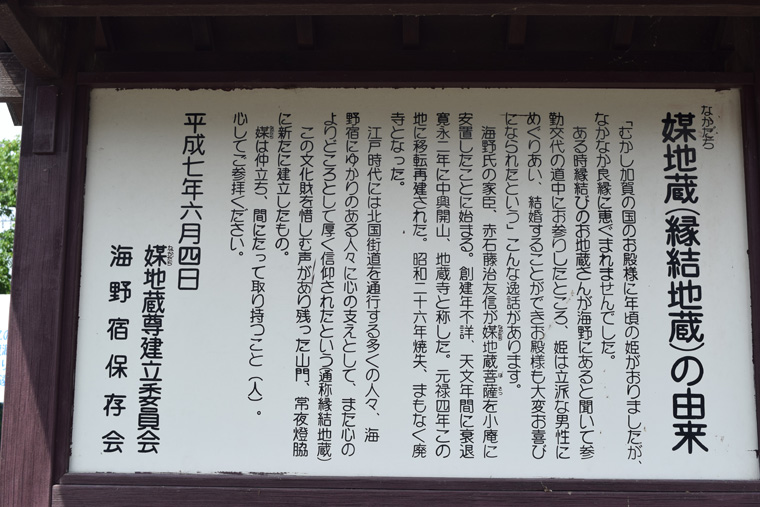 媒地蔵(縁結地蔵)の由来
なかだち
「むかし加賀の国のお殿様に年頃の姫がおりましたが、
なかなか良縁に恵ぐまれませんでした。
ある時縁結びのお地蔵さんが海野にあると聞いて参
勤交代の道中にお参りしたところ、姫は立派な男性に
めぐりあい、結婚することができお殿様も大変お喜び
になられたという」こんな逸話があります。
海野氏の家臣、赤石藤治友信が媒地蔵菩薩を小庵に
安置したことに始まる。創建年不詳、天文年間に衰退
寛永二年に中興開山、地蔵寺と称した。元禄四年この
地に移転再建された。昭和二十六年焼失、まもなく廃
寺となった。
江戸時代には北国街道を通行する多くの人々、海
野宿にゆかりのある人々に心の支えとして、また心の
よりどころとして厚く信仰されたという(通称縁結地蔵)
この文化財を惜しむ声があり残った山門、常夜燈脇
に新たに建立したもの。
媒は仲立ち、間にたって取り持つこと(人)。
心してご参拝ください。
平成七年六月四日
媒地蔵尊建立委員会
海野宿保存会